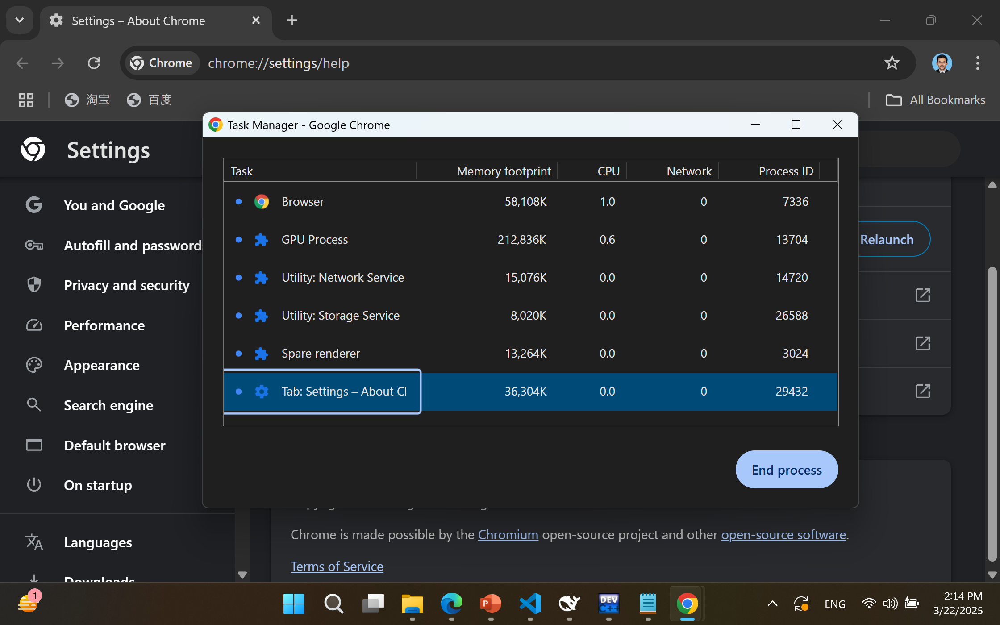 Settings – About Chrome
Chrome
chrome://settings/help
淘宝
百度
All Bookmarks
Task Manager - Google Chrome
Settings
Task Memory footprint CPU Network Process ID
Browser 58,108K 1.0 0 7336
GPU Process 212,836K 0.6 0 13704
Utility: Network Service 15,076K 0.0 0 14720
Utility: Storage Service 8,020K 0.0 0 26588
Spare renderer 13,264K 0.0 0 3024
Tab: Settings – About Cl 36,304K 0.0 0 29432
End process
You and Google
Autofill and password
Privacy and security
Performance
Appearance
Search engine
Default browser
On startup
Languages
Downloads
Relaunch
Chrome is made possible by the Chromium open-source project and other open-source software.
Terms of Service
1
P
DEV
C++
ENG
2:14 PM
3/22/2025